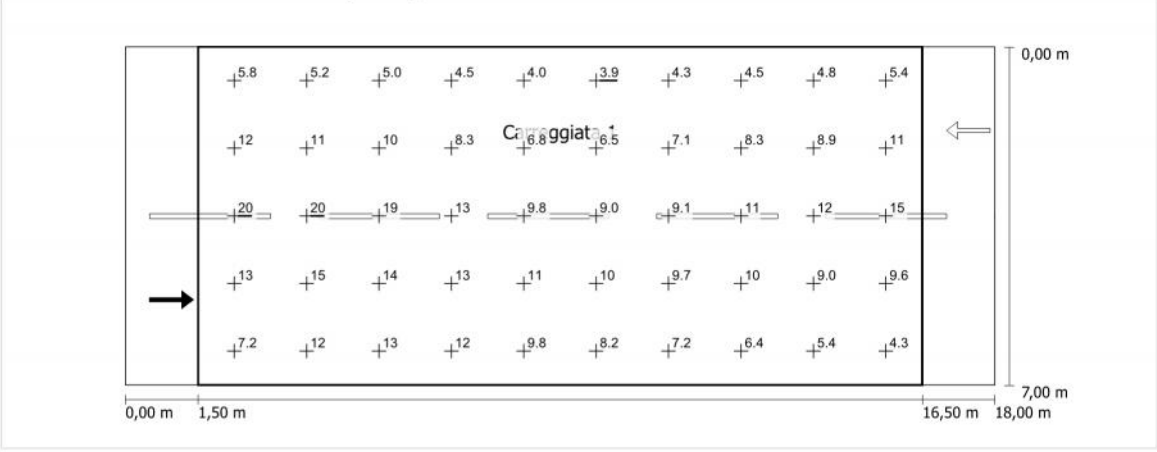 0,00 m
5.8 5.2 5.0 4.5 4.0 3.9 4.3 4.5 4.8 5.4
Carreggiata 1
12 11 10 8.3 6.8 6.5 7.1 8.3 8.9 11
20 20 19 13 9.8 9.0 9.1 11 12 15
13 15 14 13 11 10 9.7 10 9.0 9.6
7.2 12 13 12 9.8 8.2 7.2 6.4 5.4 4.3
7,00 m
0,00 m 1,50 m 16,50 m 18,00 m